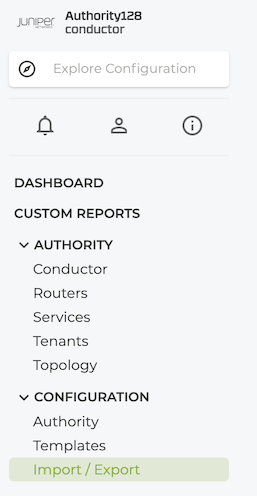 Juniper
NETWORKS
Authority128
conductor
Explore Configuration
DASHBOARD
CUSTOM REPORTS
AUTHORITY
Conductor
Routers
Services
Tenants
Topology
CONFIGURATION
Authority
Templates
Import / Export